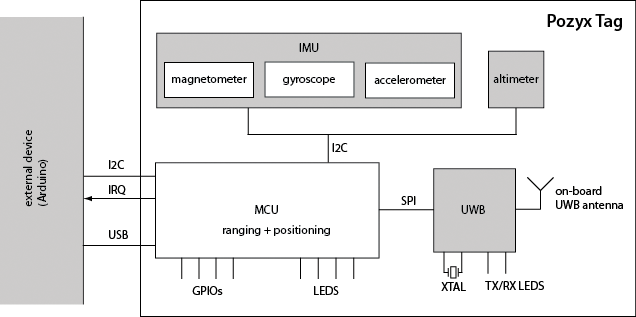 Pozyx Tag
IMU
magnetometer
gyroscope
accelerometer
altimeter
I2C
external device
(Arduino)
I2C
IRQ
USB
MCU
ranging + positioning
SPI
UWB
on-board
UWB antenna
GPIOs
LEDS
XTAL
TX/RX LEDS